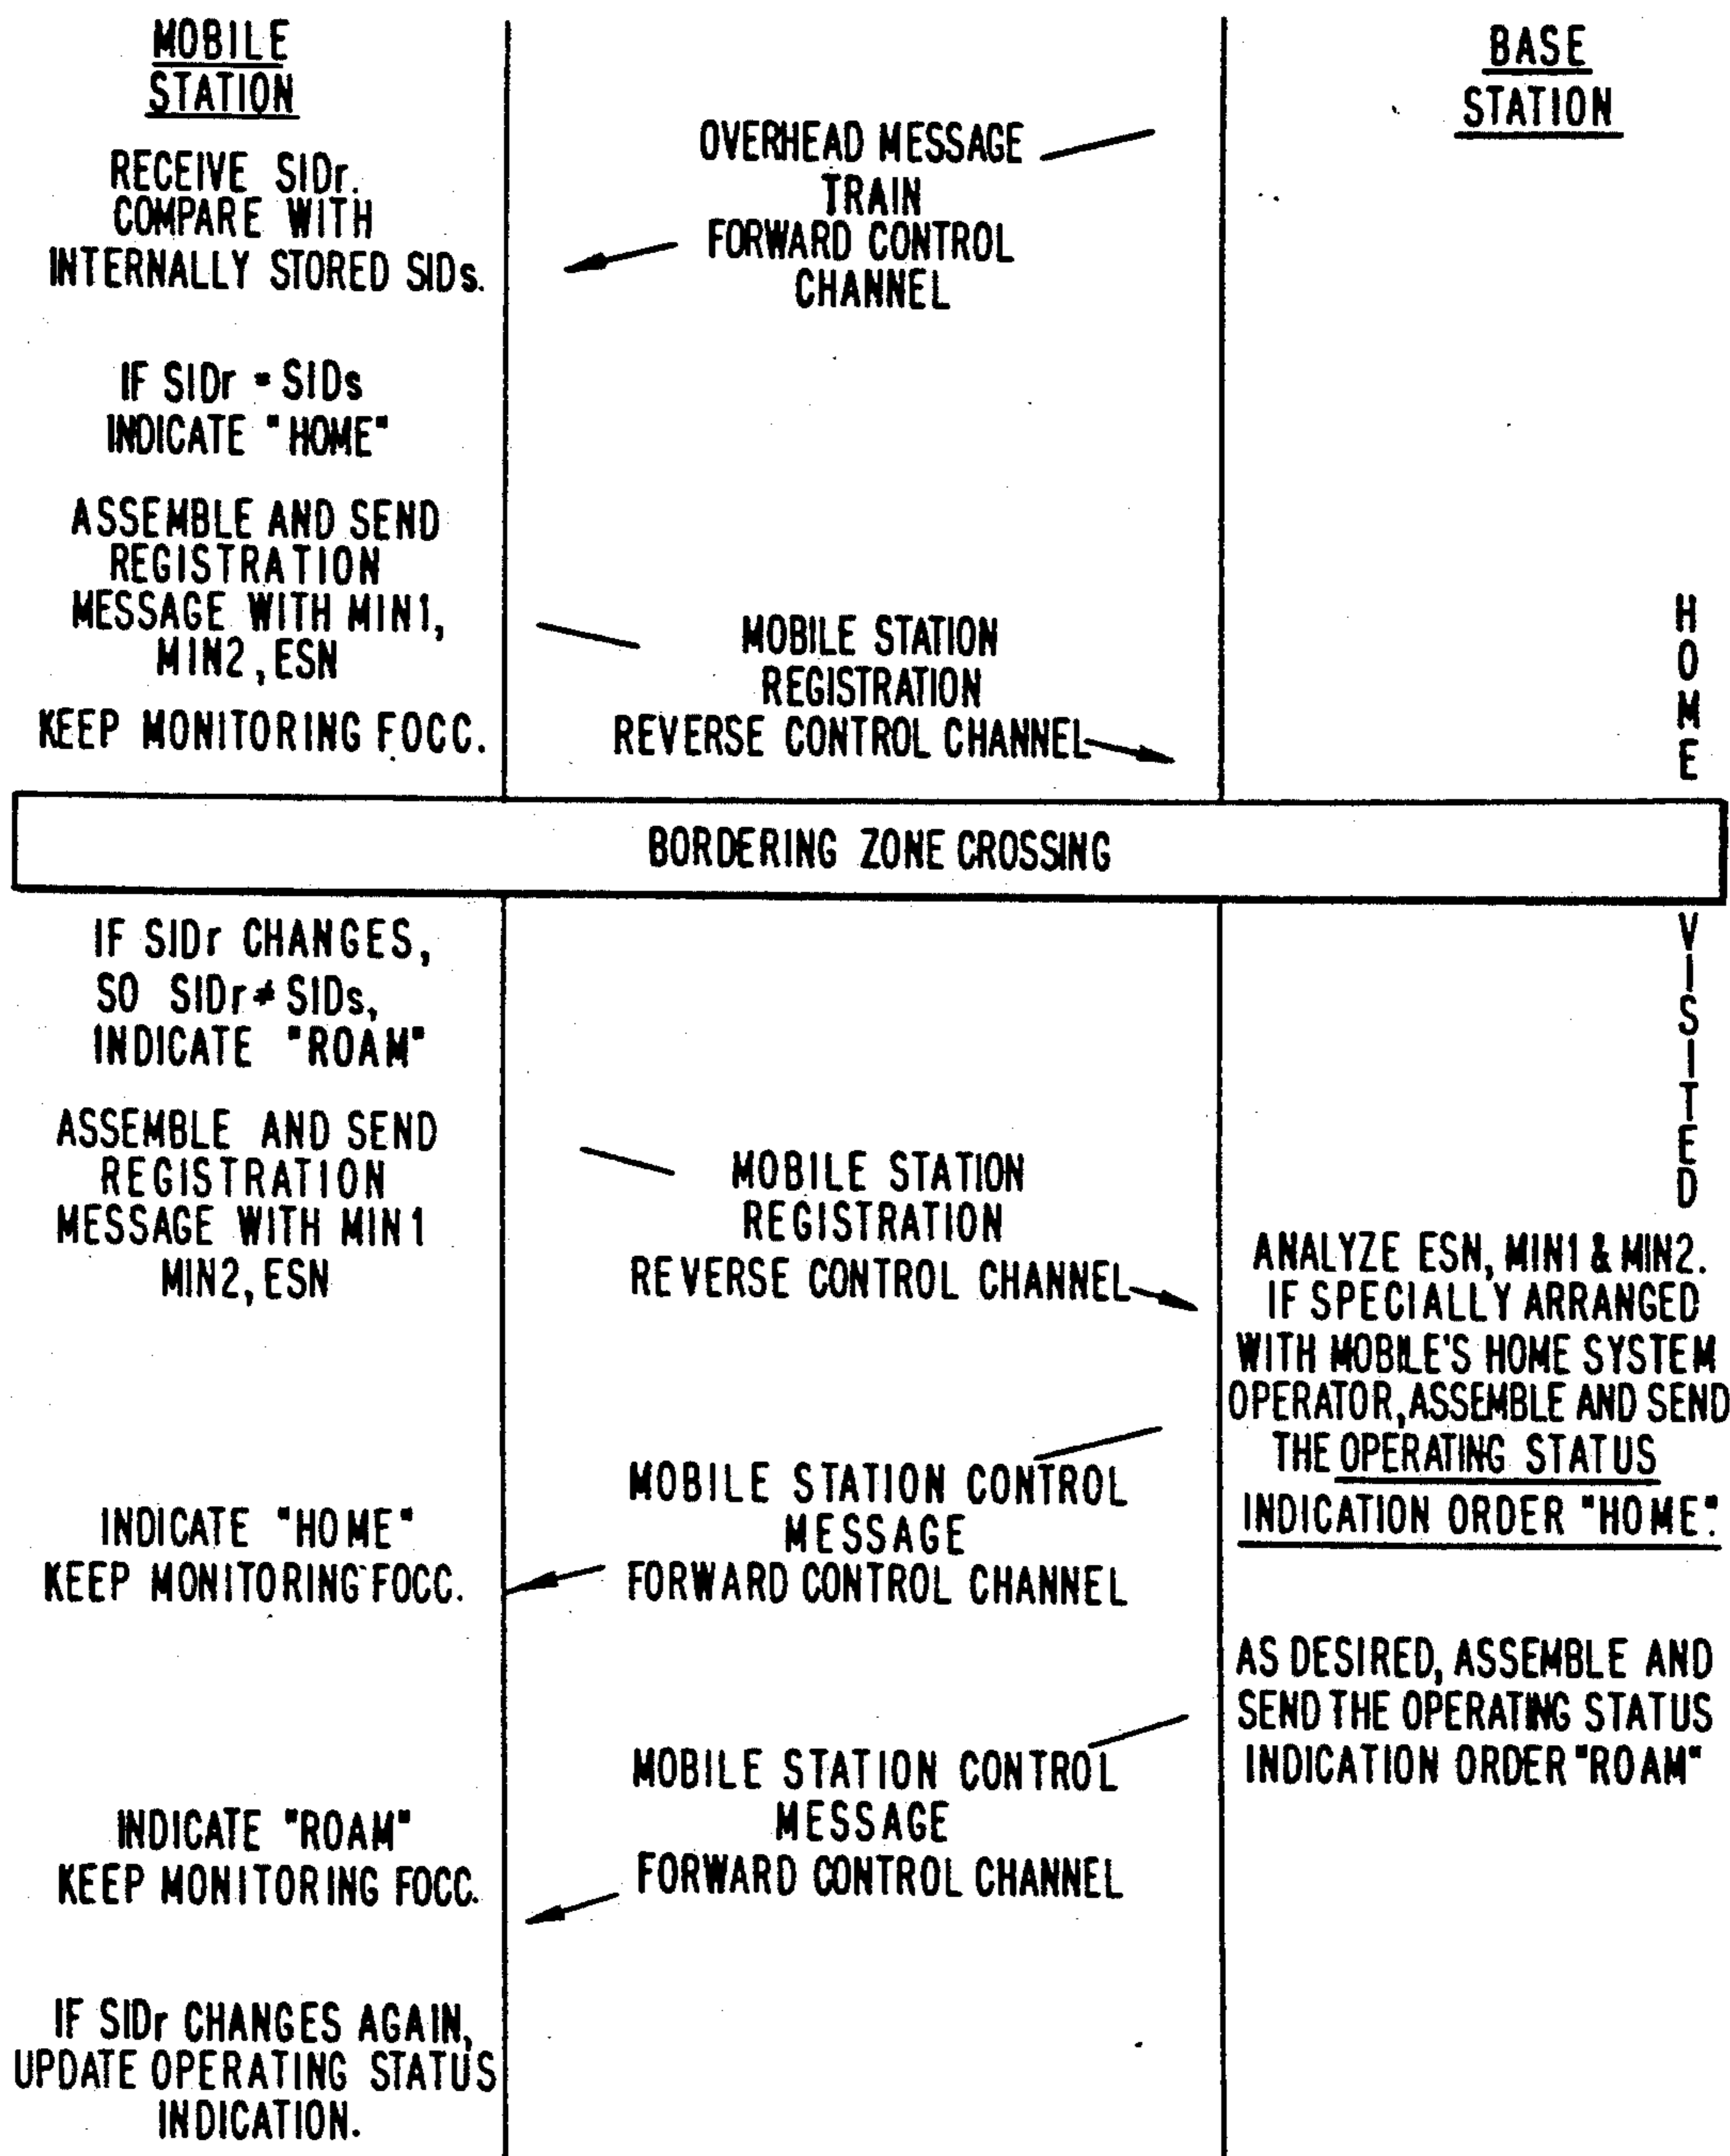 MOBILE
STATION
BASE
STATION
OVERHEAD MESSAGE
TRAIN
FORWARD CONTROL
CHANNEL
RECEIVE SIDr.
COMPARE WITH
INTERNALLY STORED SIDs.
IF SIDr = SIDs
INDICATE "HOME"
ASSEMBLE AND SEND
REGISTRATION
MESSAGE WITH MIN1,
MIN2, ESN
KEEP MONITORING FOCC.
MOBILE STATION
REGISTRATION
REVERSE CONTROL CHANNEL
HOME
BORDERING ZONE CROSSING
VISITED
IF SIDr CHANGES,
SO SIDr ≠ SIDs,
INDICATE "ROAM"
ASSEMBLE AND SEND
REGISTRATION
MESSAGE WITH MIN1
MIN2, ESN
MOBILE STATION
REGISTRATION
REVERSE CONTROL CHANNEL
ANALYZE ESN, MIN1 & MIN2.
IF SPECIALLY ARRANGED
WITH MOBILE'S HOME SYSTEM
OPERATOR, ASSEMBLE AND SEND
THE OPERATING STATUS
INDICATION ORDER "HOME".
MOBILE STATION CONTROL
MESSAGE
FORWARD CONTROL CHANNEL
INDICATE "HOME"
KEEP MONITORING FOCC.
AS DESIRED, ASSEMBLE AND
SEND THE OPERATING STATUS
INDICATION ORDER "ROAM"
MOBILE STATION CONTROL
MESSAGE
FORWARD CONTROL CHANNEL
INDICATE "ROAM"
KEEP MONITORING FOCC.
IF SIDr CHANGES AGAIN,
UPDATE OPERATING STATUS
INDICATION.